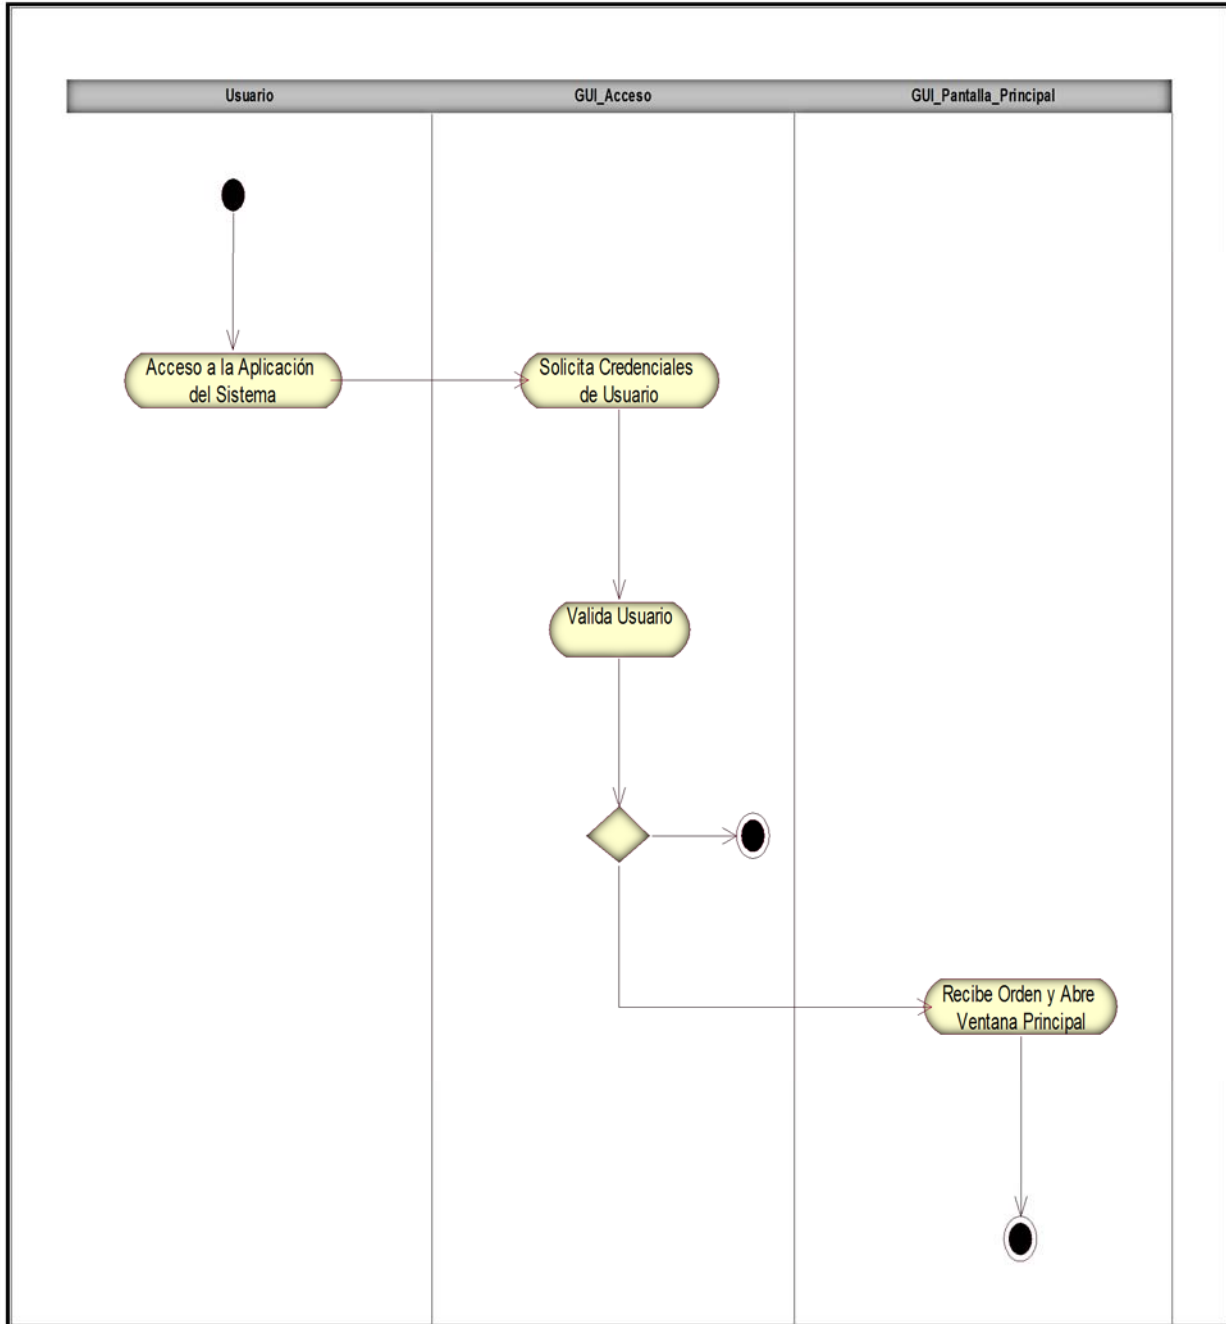 Usuario
GUI_Acceso
GUI_Pantalla_Principal
Acceso a la Aplicación
del Sistema
Solicita Credenciales
de Usuario
Valida Usuario
Recibe Orden y Abre
Ventana Principal